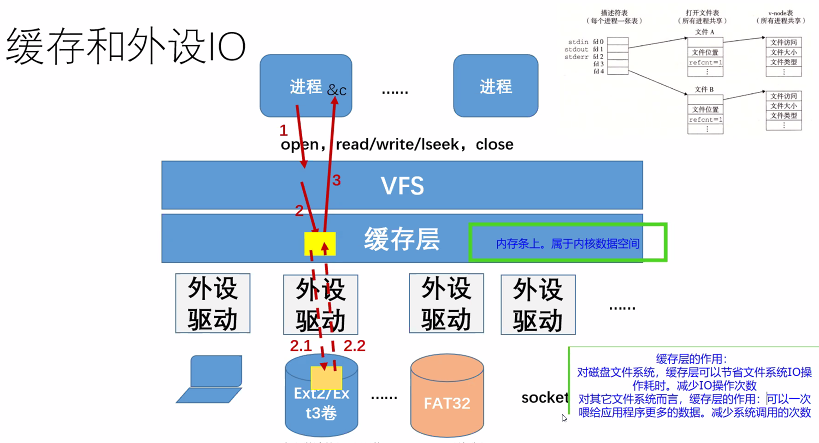 缓存和外设IO
描述符表
（每个进程一张表）
打开文件表
（所有进程共享）
v-node表
（所有进程共享）
文件 A
stdin fd 0
stdout fd 1
stderr fd 2
fd 3
fd 4
文件位置
refcnt=1
⋮
文件访问
文件大小
文件类型
⋮
文件 B
文件位置
refcnt=1
⋮
文件访问
文件大小
文件类型
⋮
进程
&c
......
进程
1
open，read/write/lseek，close
3
VFS
2
缓存层
内存条上。属于内核数据空间
外设
驱动
外设
驱动
外设
驱动
外设
驱动
......
2.1
2.2
Ext2/Ex
t3卷
......
FAT32
socket
缓存层的作用：
对磁盘文件系统，缓存层可以节省文件系统IO操
作耗时。减少IO操作次数
对其它文件系统而言，缓存层的作用：可以一次
喂给应用程序更多的数据。减少系统调用的次数